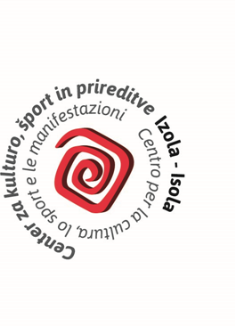 Center za kulturo, šport in prireditve Izola - Isola
Centro per la cultura, lo sport e le manifestazioni